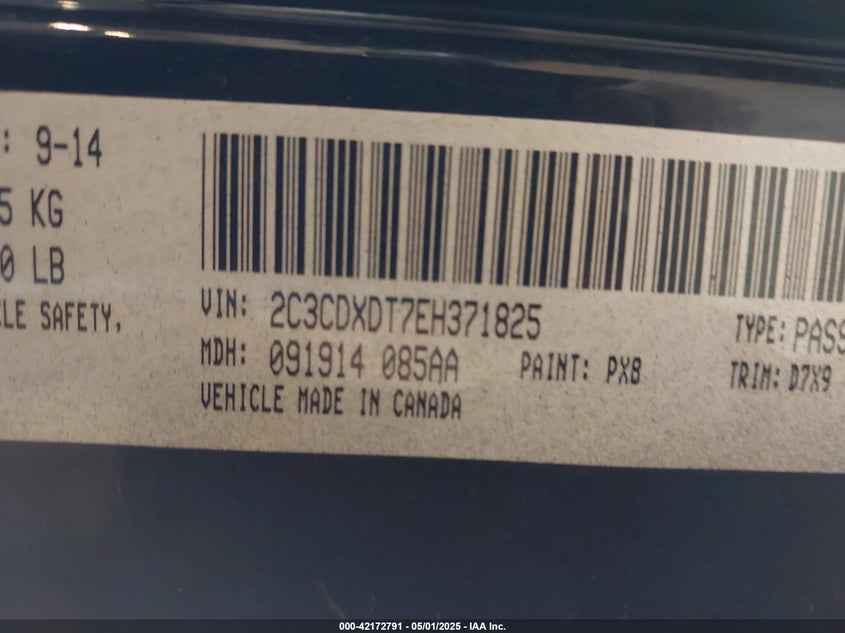 : 9-14
5 KG
0 LB
CLE SAFETY,
VIN: 2C3CDXDT7EH371825
TYPE: PASS
MDH: 091914 085AA
PAINT: PX8
TRIM: D7X9
VEHICLE MADE IN CANADA
000-42172791 - 05/01/2025 - IAA Inc.